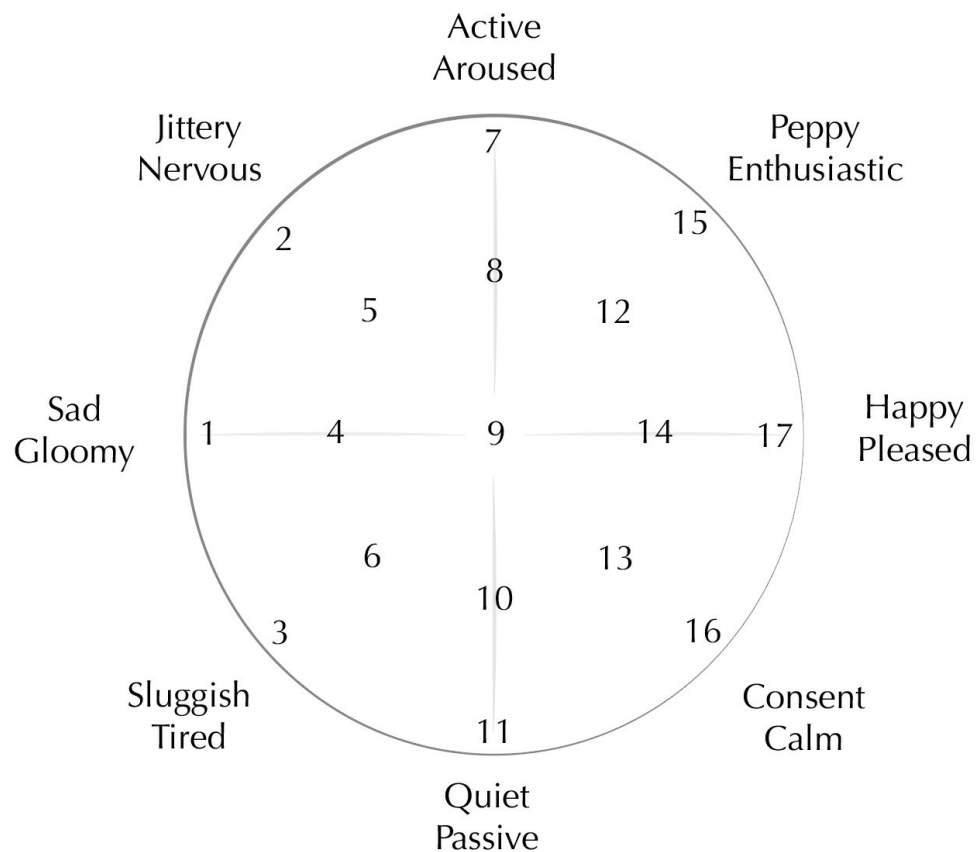 Active
Aroused
Jittery
Nervous
Peppy
Enthusiastic
7
15
2
8
5
12
Sad
Gloomy
1
4
9
14
17
Happy
Pleased
6
13
10
3
16
Sluggish
Tired
11
Consent
Calm
Quiet
Passive